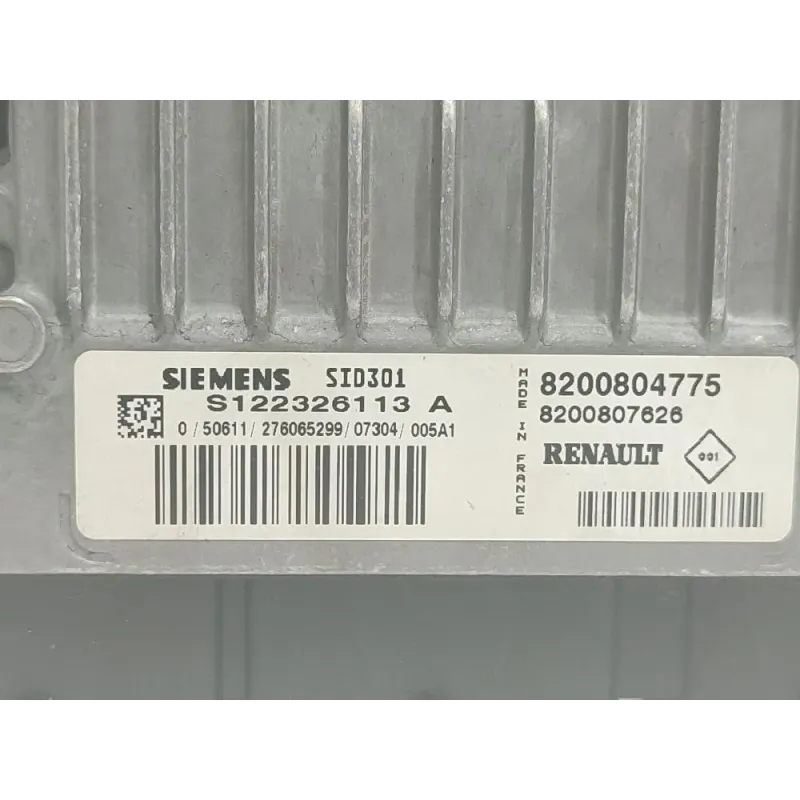 SIEMENS SID301
S122326113 A
0 / 50611 / 276065299 / 07304 / 005A1
MADE IN FRANCE
8200804775
8200807626
RENAULT 001